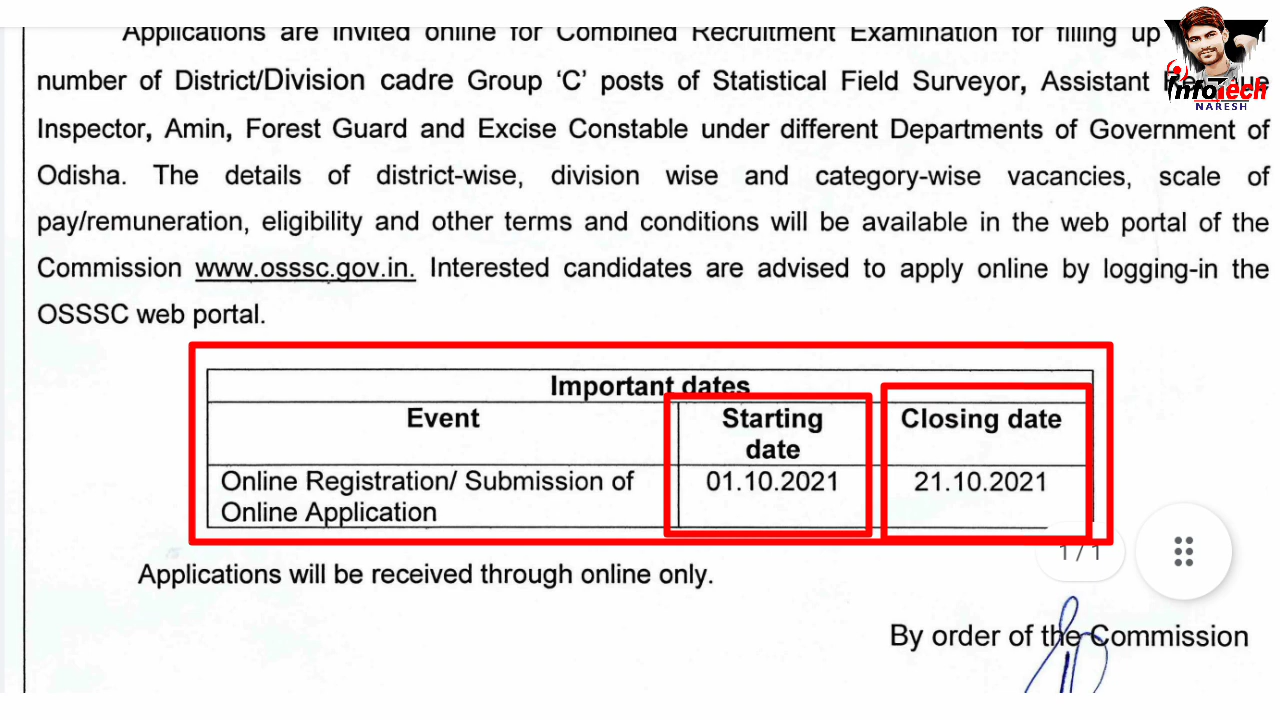 Applications are invited online for Combined Recruitment Examination for filling up
number of District/Division cadre Group ‘C’ posts of Statistical Field Surveyor, Assistant
Inspector, Amin, Forest Guard and Excise Constable under different Departments of Government of
Odisha. The details of district-wise, division wise and category-wise vacancies, scale of
pay/remuneration, eligibility and other terms and conditions will be available in the web portal of the
Commission www.osssc.gov.in. Interested candidates are advised to apply online by logging-in the
OSSSC web portal.
Important dates
Event Starting date Closing date
Online Registration/ Submission of Online Application 01.10.2021 21.10.2021
1 / 1
Applications will be received through online only.
By order of the Commission
infoTech
NARESH